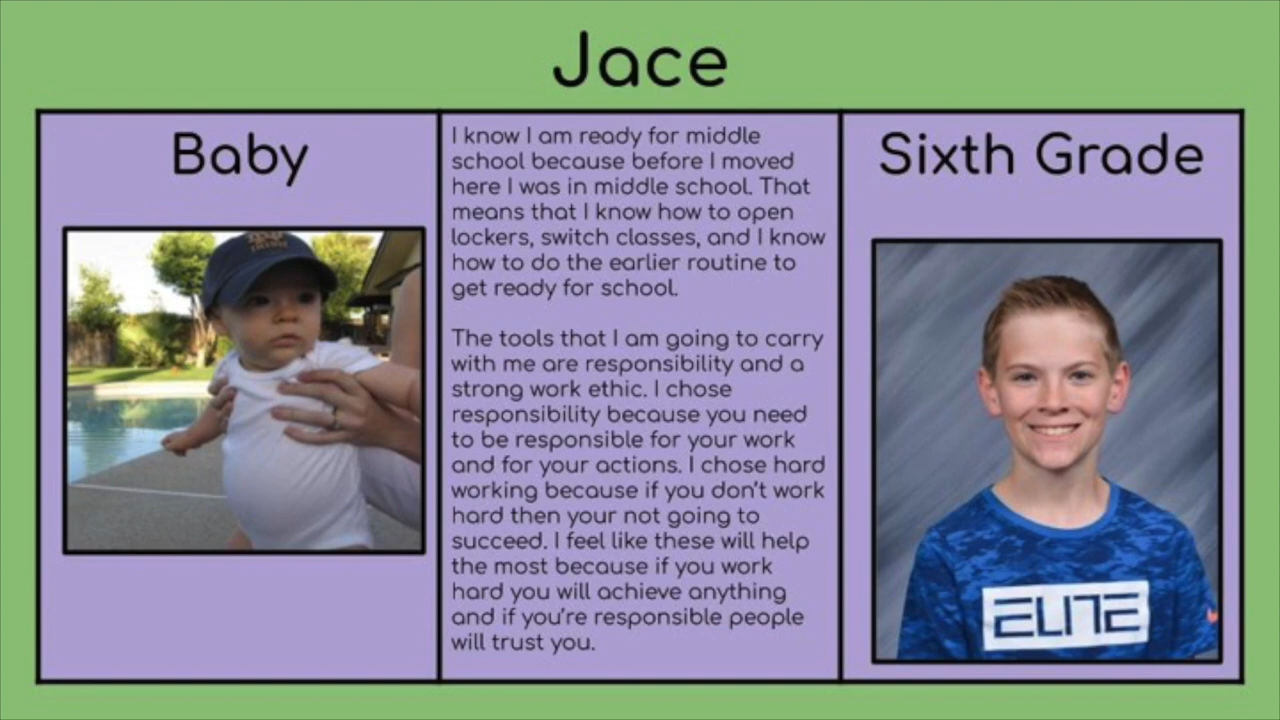 Jace
Baby
IRISH
I know I am ready for middle
school because before I moved
here I was in middle school. That
means that I know how to open
lockers, switch classes, and I know
how to do the earlier routine to
get ready for school.
The tools that I am going to carry
with me are responsibility and a
strong work ethic. I chose
responsibility because you need
to be responsible for your work
and for your actions. I chose hard
working because if you don't work
hard then your not going to
succeed. I feel like these will help
the most because if you work
hard you will achieve anything
and if you're responsible people
will trust you.
Sixth Grade
ELITE